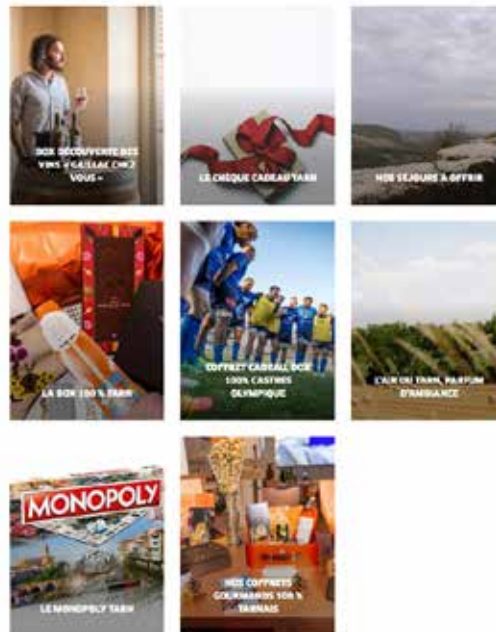 BOX DÉCOUVERTE DES
VINS « GAILLAC CHEZ
VOUS »
LE CHÈQUE CADEAU TARN
NOS SÉJOURS À OFFRIR
LA BOX 100 % TARN
COFFRET CADEAU BOX
100% CASTRES
OLYMPIQUE
L'AIR DU TARN, PARFUM
D'AMBIANCE
MONOPOLY
LE MONOPOLY TARN
NOS COFFRETS
GOURMANDS 100 %
TARNAIS